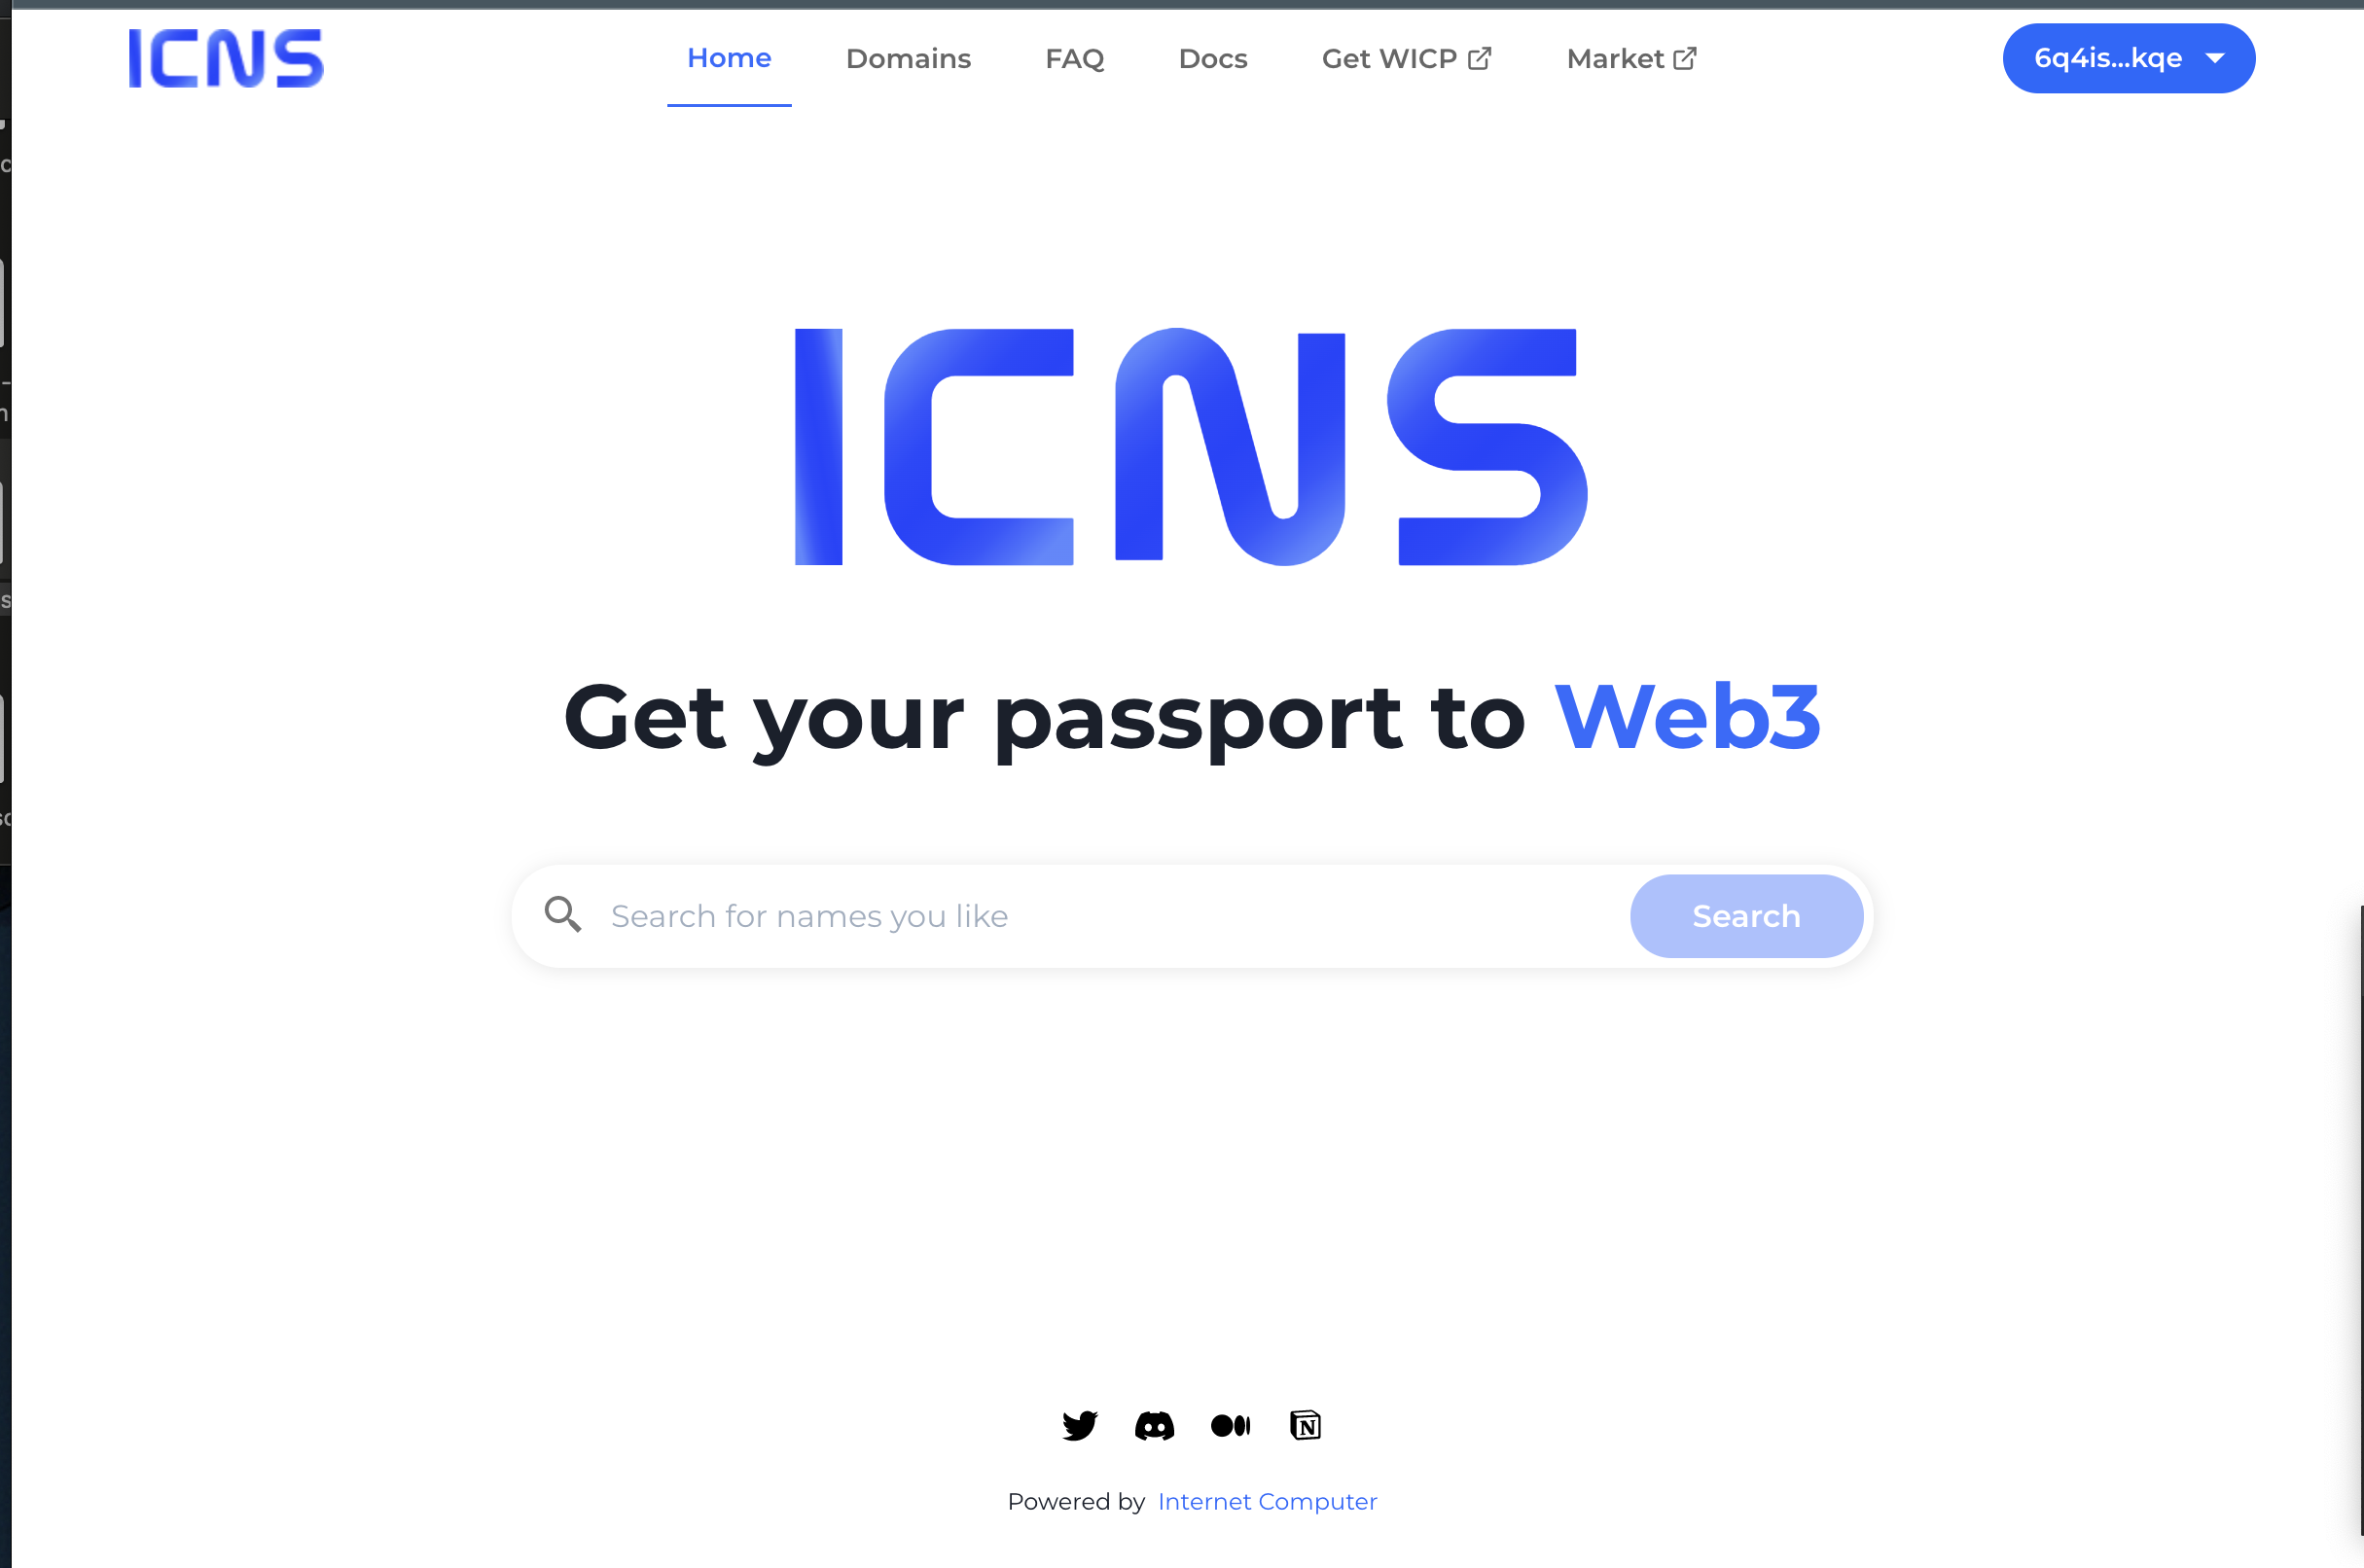 ICNS
Home Domains FAQ Docs Get WICP Market 6q4is...kqe
ICNS
Get your passport to Web3
Search for names you like Search
Powered by Internet Computer